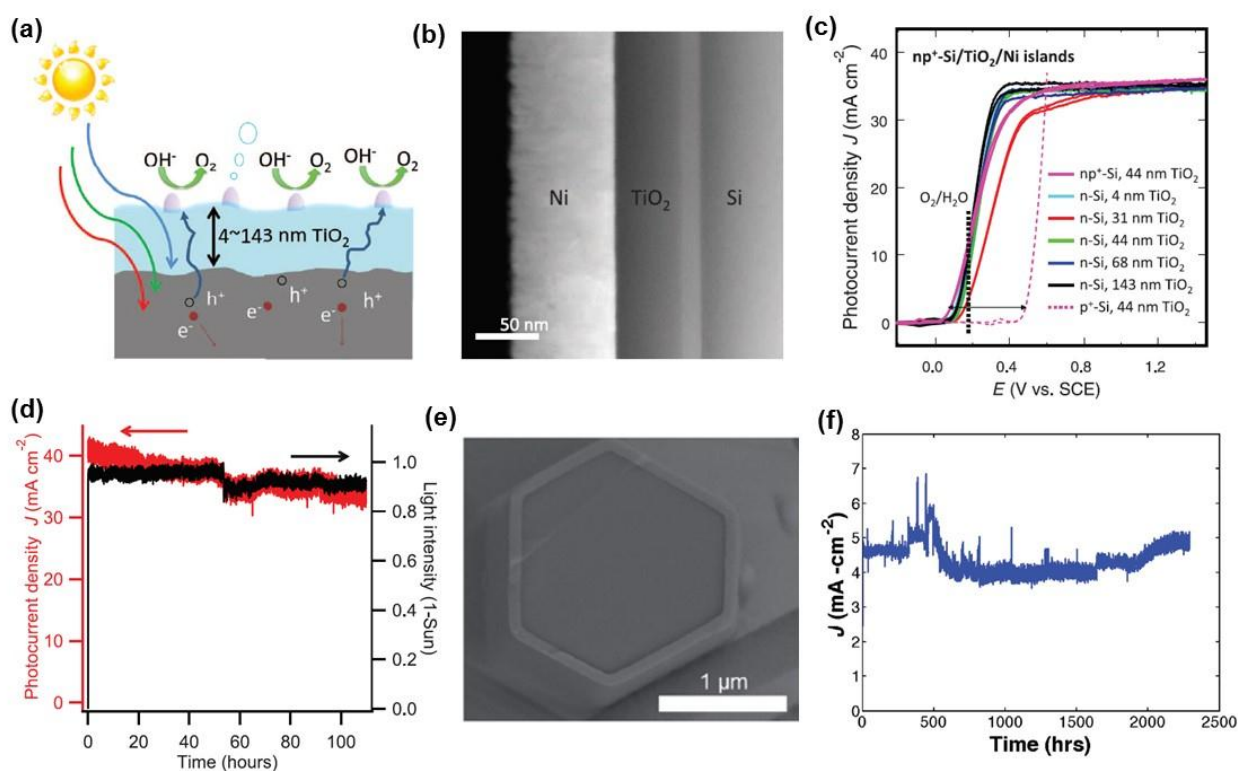 (a)
OH⁻ O₂ OH⁻ O₂ OH⁻ O₂
4~143 nm TiO₂
h⁺ h⁺ h⁺
e⁻ e⁻ e⁻
(b)
Ni TiO₂ Si
50 nm
(c)
Photocurrent density J (mA cm⁻²)
40
30
20
10
0
np⁺-Si/TiO₂/Ni islands
O₂/H₂O
np⁺-Si, 44 nm TiO₂
n-Si, 4 nm TiO₂
n-Si, 31 nm TiO₂
n-Si, 44 nm TiO₂
n-Si, 68 nm TiO₂
n-Si, 143 nm TiO₂
p⁺-Si, 44 nm TiO₂
0.0 0.4 0.8 1.2
E (V vs. SCE)
(d)
Photocurrent density J (mA cm⁻²)
40
30
20
10
0
1.0
0.8
0.6
0.4
0.2
0.0
Light intensity (1-Sun)
0 20 40 60 80 100
Time (hours)
(e)
1 µm
(f)
J (mA -cm⁻²)
8
7
6
5
4
3
2
1
0
0 500 1000 1500 2000 2500
Time (hrs)